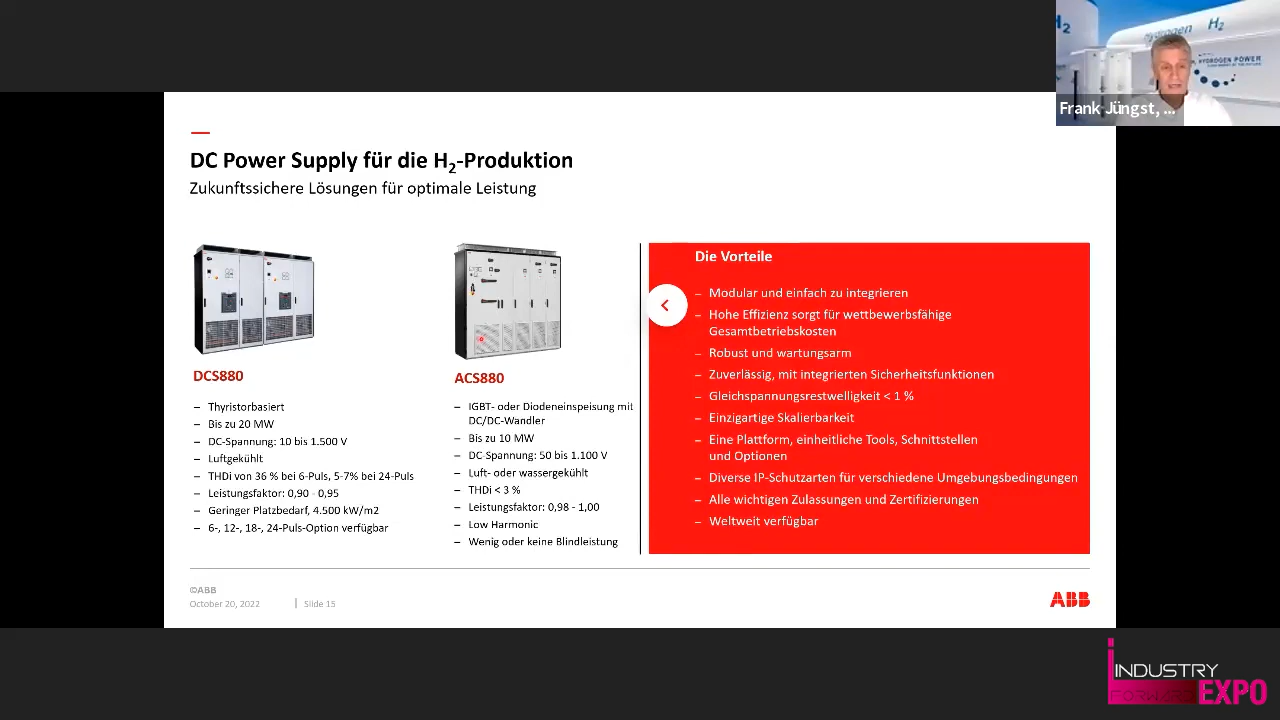 H2
Hydrogen H2
HYDROGEN POWER
Frank Jüngst, ...
DC Power Supply für die H2-Produktion
Zukunftssichere Lösungen für optimale Leistung
DCS880
– Thyristorbasiert
– Bis zu 20 MW
– DC-Spannung: 10 bis 1.500 V
– Luftgekühlt
– THDi von 36 % bei 6-Puls, 5-7% bei 24-Puls
– Leistungsfaktor: 0,90 - 0,95
– Geringer Platzbedarf, 4.500 kW/m2
– 6-, 12-, 18-, 24-Puls-Option verfügbar
ACS880
– IGBT- oder Diodeneinspeisung mit
DC/DC-Wandler
– Bis zu 10 MW
– DC-Spannung: 50 bis 1.100 V
– Luft- oder wassergekühlt
– THDi < 3 %
– Leistungsfaktor: 0,98 - 1,00
– Low Harmonic
– Wenig oder keine Blindleistung
Die Vorteile
– Modular und einfach zu integrieren
– Hohe Effizienz sorgt für wettbewerbsfähige
Gesamtbetriebskosten
– Robust und wartungsarm
– Zuverlässig, mit integrierten Sicherheitsfunktionen
– Gleichspannungsrestwelligkeit < 1 %
– Einzigartige Skalierbarkeit
– Eine Plattform, einheitliche Tools, Schnittstellen
und Optionen
– Diverse IP-Schutzarten für verschiedene Umgebungsbedingungen
– Alle wichtigen Zulassungen und Zertifizierungen
– Weltweit verfügbar
©ABB
October 20, 2022 | Slide 15
ABB
INDUSTRY
FORWARD EXPO